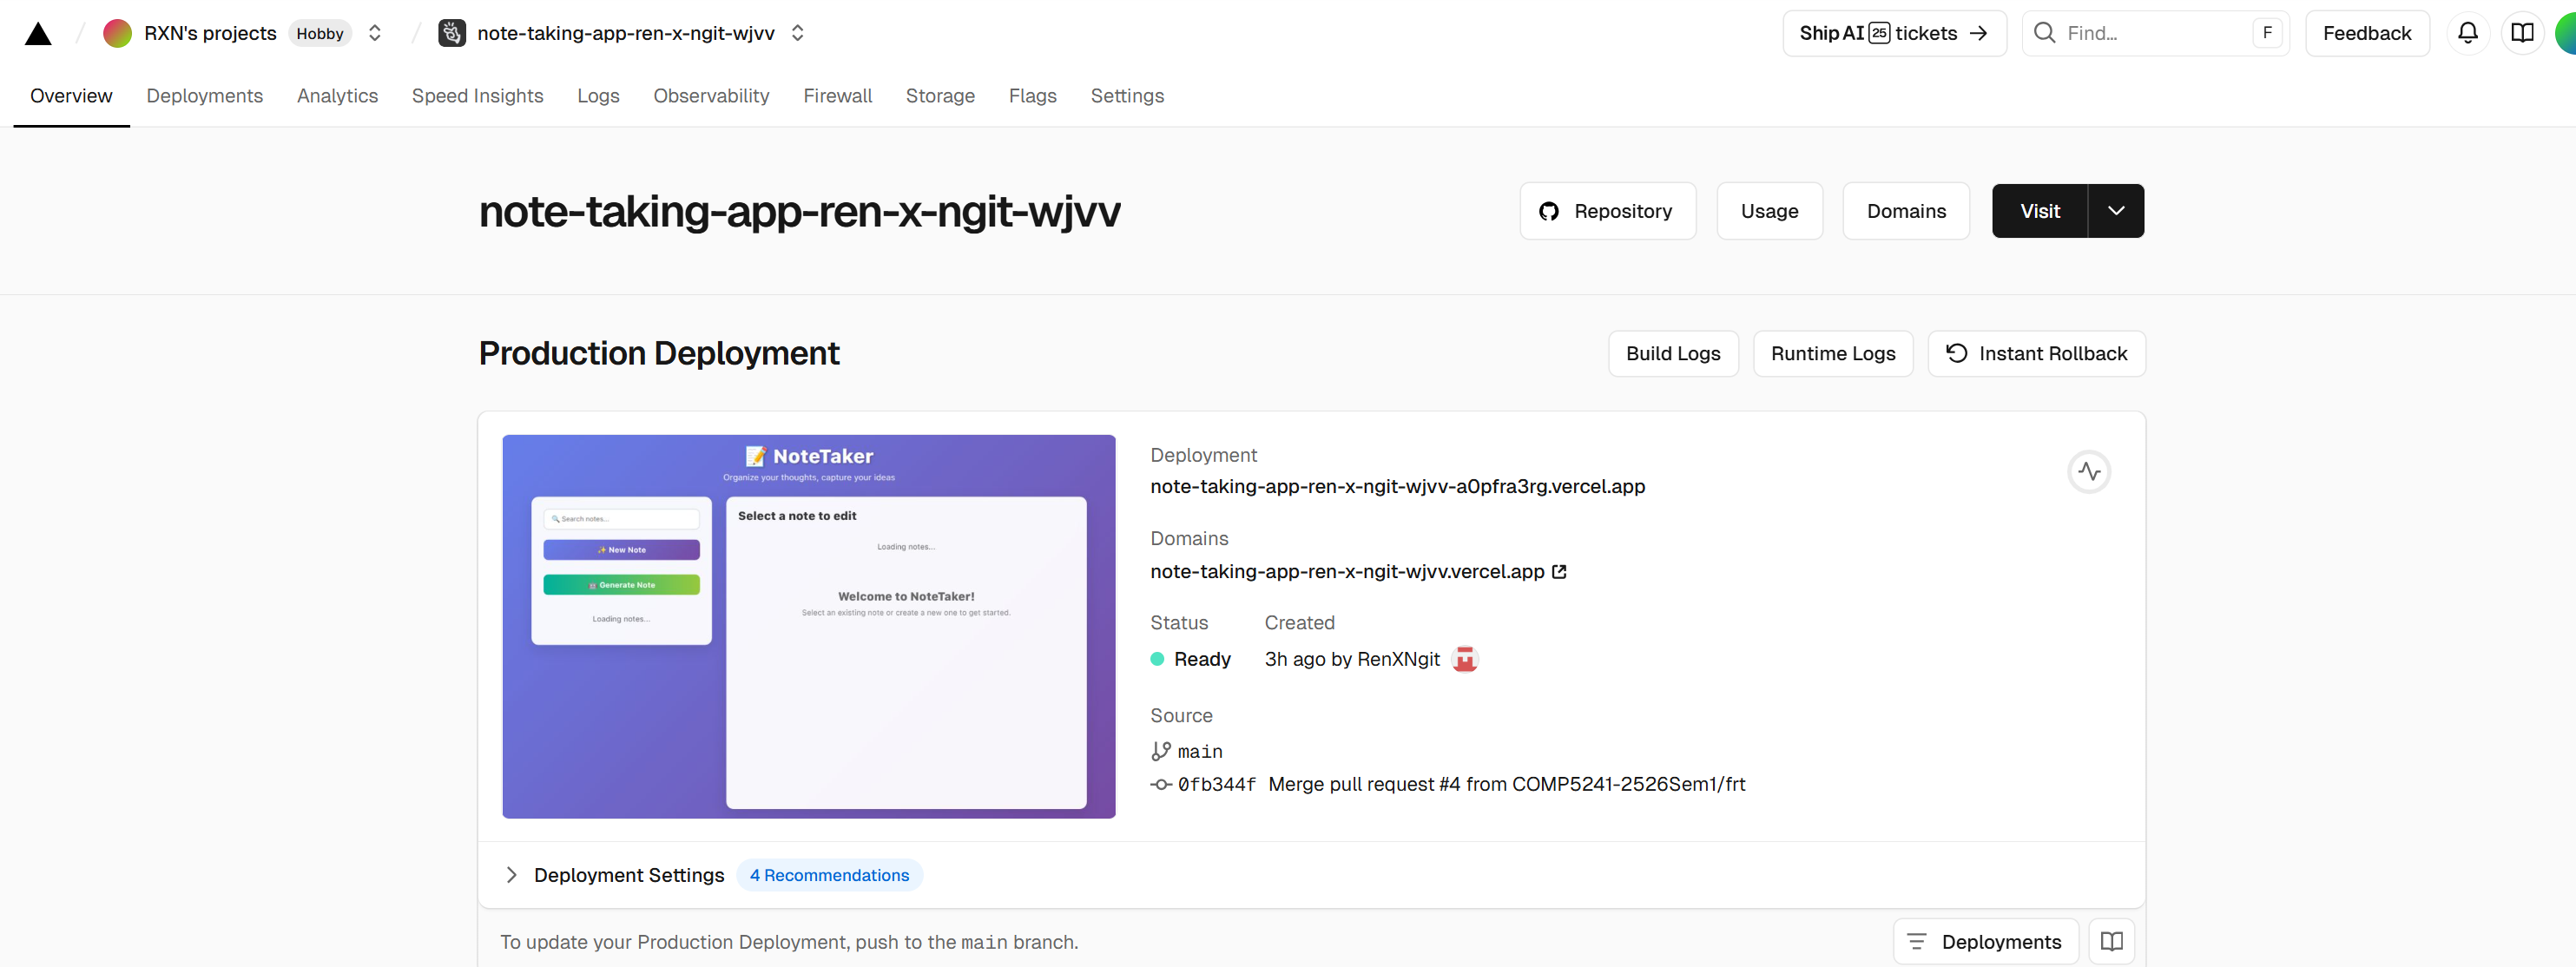 RXN's projects Hobby note-taking-app-ren-x-ngit-wjvv Ship AI 25 tickets → Find... F Feedback
Overview Deployments Analytics Speed Insights Logs Observability Firewall Storage Flags Settings
note-taking-app-ren-x-ngit-wjvv Repository Usage Domains Visit
Production Deployment Build Logs Runtime Logs Instant Rollback
📝 NoteTaker
Organize your thoughts, capture your ideas
🔍 Search notes...
✨ New Note
🤖 Generate Note
Loading notes...
Select a note to edit
Loading notes...
Welcome to NoteTaker!
Select an existing note or create a new one to get started.
Deployment
note-taking-app-ren-x-ngit-wjvv-a0pfra3rg.vercel.app
Domains
note-taking-app-ren-x-ngit-wjvv.vercel.app
Status Created
Ready 3h ago by RenXNgit
Source
main
0fb344f Merge pull request #4 from COMP5241-2526Sem1/frt
Deployment Settings 4 Recommendations
To update your Production Deployment, push to the main branch. Deployments